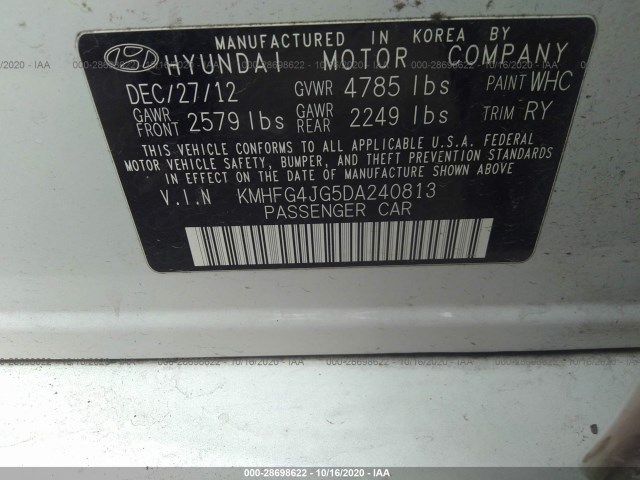 MANUFACTURED IN KOREA BY
HYUNDAI MOTOR COMPANY
DEC/27/12 GVWR 4785 lbs PAINT WHC
GAWR FRONT 2579 lbs GAWR REAR 2249 lbs TRIM RY
THIS VEHICLE CONFORMS TO ALL APPLICABLE U.S.A. FEDERAL
MOTOR VEHICLE SAFETY, BUMPER, AND THEFT PREVENTION
STANDARDS IN EFFECT ON THE DATE OF MANUFACTURE SHOWN ABOVE
V.I.N KMHFG4JG5DA240813
PASSENGER CAR
000-28698622 - 10/16/2020 - IAA